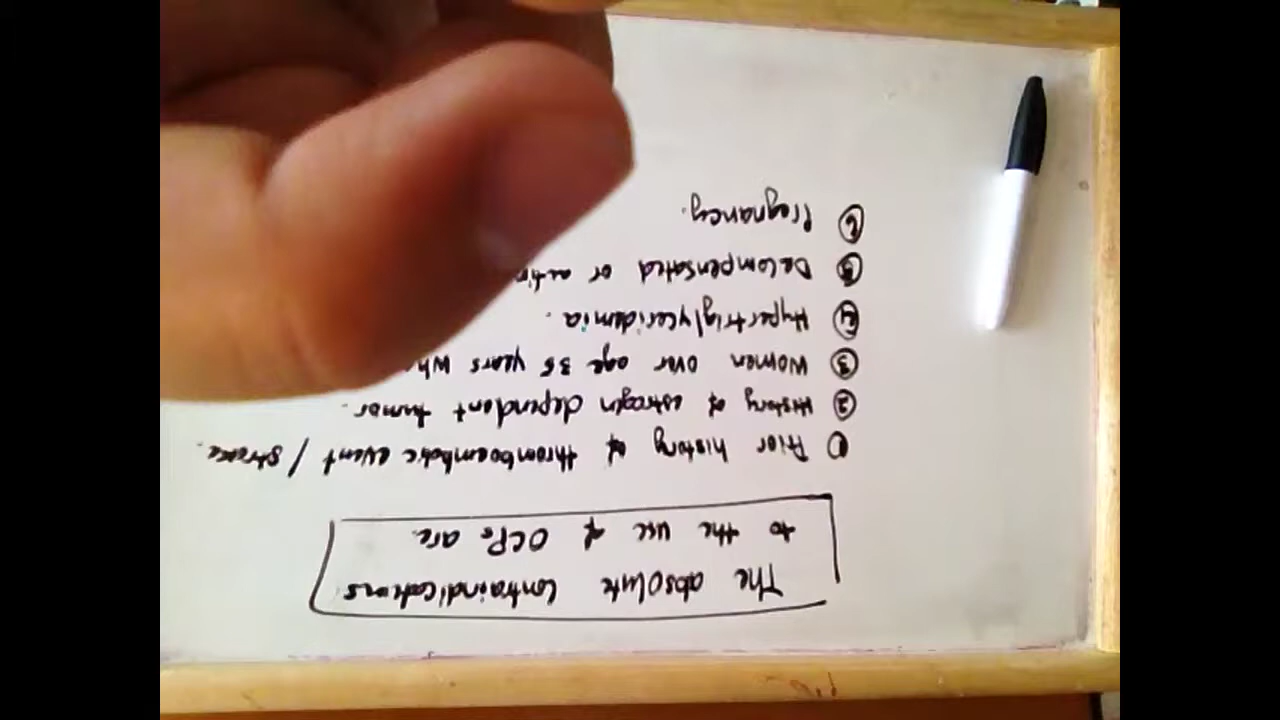 The absolute Contraindications
to the use of OCPs are.
① Prior history of thromboembolic event / stroke.
② History of estrogen dependent tumor.
③ Women over age 35 years
④ Hypertriglyceridemia.
⑤ Decompensated or
⑥ Pregnancy.